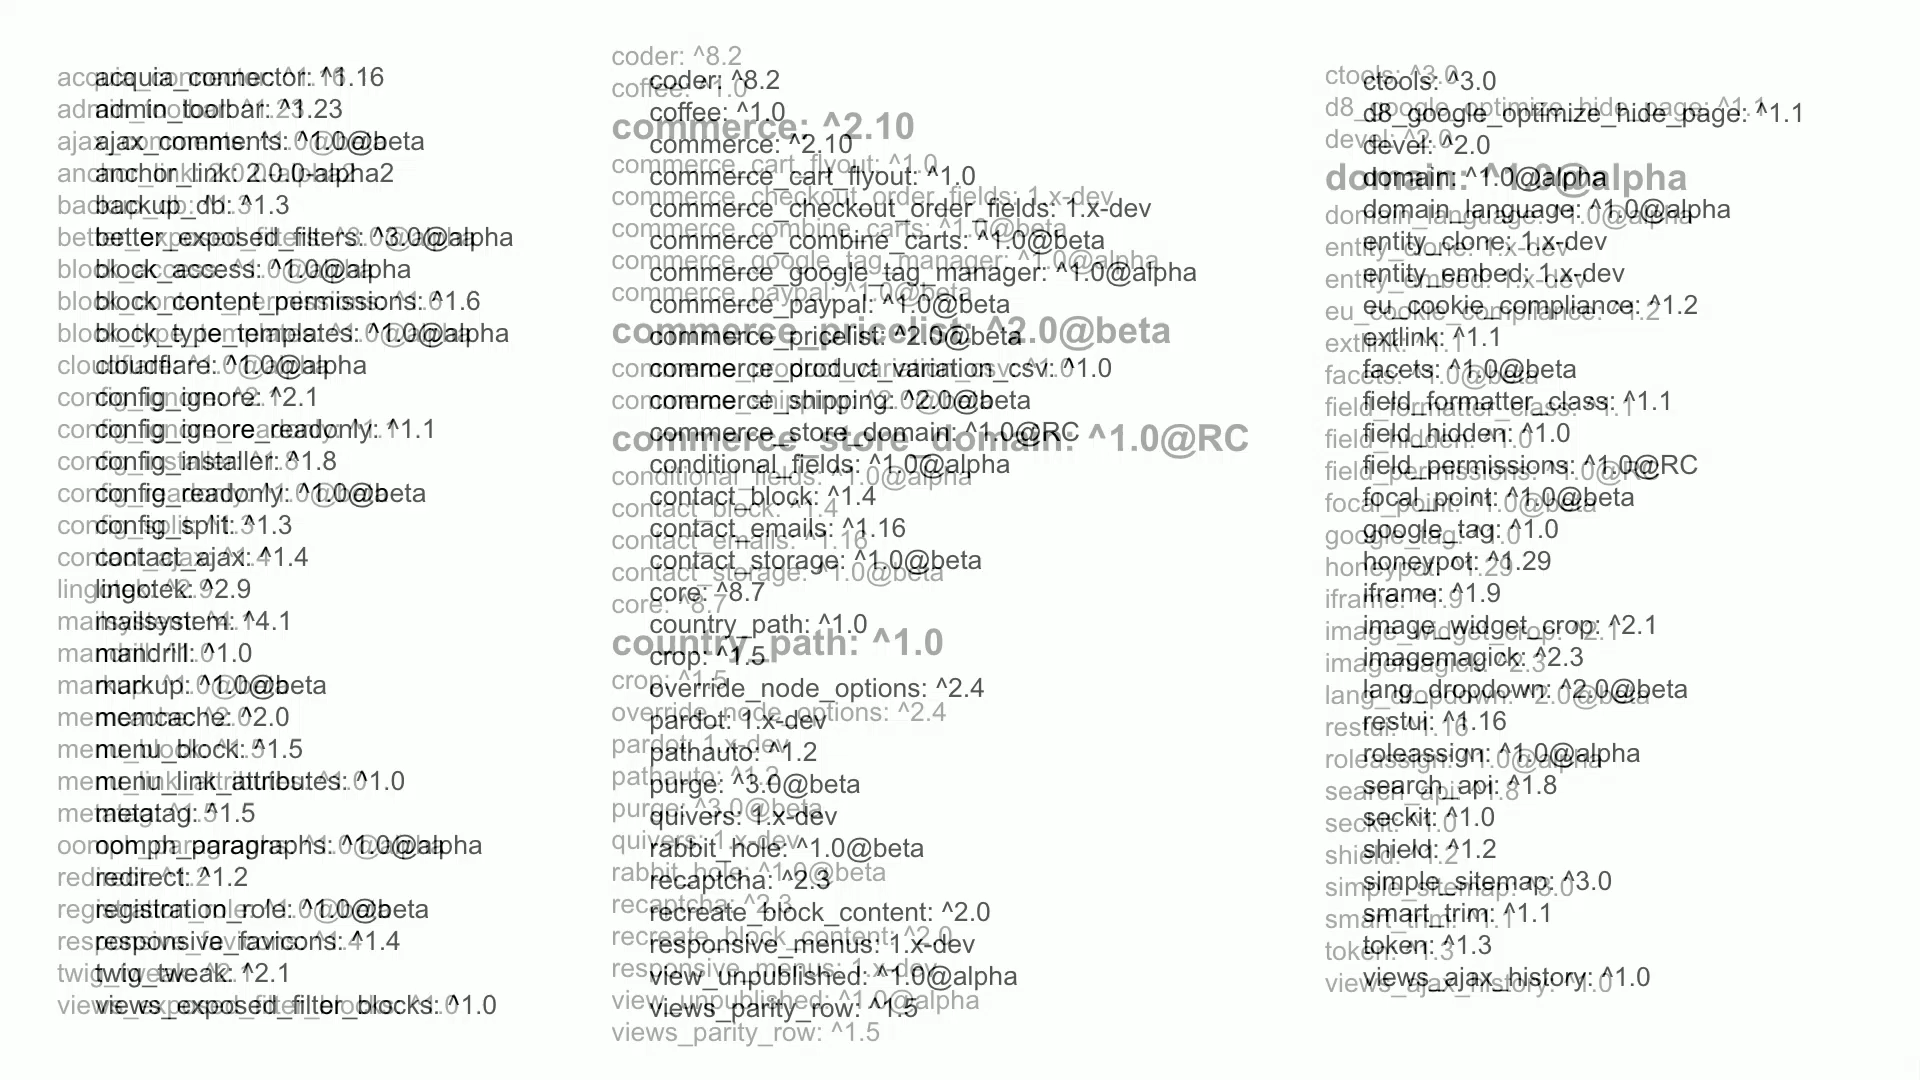 acquia_connector: ^1.16
admin_toolbar: ^1.23
ajax_comments: ^1.0@beta
anchor_link: 2.0.0-alpha2
backup_db: ^1.3
better_exposed_filters: ^3.0@alpha
block_access: ^1.0@alpha
block_content_permissions: ^1.6
block_type_templates: ^1.0@alpha
cloudflare: ^1.0@alpha
config_ignore: ^2.1
config_ignore_readonly: ^1.1
config_installer: ^1.8
config_readonly: ^1.0@beta
config_split: ^1.3
contact_ajax: ^1.4
lingotek: ^2.9
mailsystem: ^4.1
mandrill: ^1.0
markup: ^1.0@beta
memcache: ^2.0
menu_block: ^1.5
menu_link_attributes: ^1.0
metatag: ^1.5
oomph_paragraphs: ^1.0@alpha
redirect: ^1.2
registration_role: ^1.0@beta
responsive_favicons: ^1.4
twig_tweak: ^2.1
views_exposed_filter_blocks: ^1.0
coder: ^8.2
coffee: ^1.0
commerce: ^2.10
commerce_cart_flyout: ^1.0
commerce_checkout_order_fields: 1.x-dev
commerce_combine_carts: ^1.0@beta
commerce_google_tag_manager: ^1.0@alpha
commerce_paypal: ^1.0@beta
commerce_pricelist: ^2.0@beta
commerce_product_variation_csv: ^1.0
commerce_shipping: ^2.0@beta
commerce_store_domain: ^1.0@RC
conditional_fields: ^1.0@alpha
contact_block: ^1.4
contact_emails: ^1.16
contact_storage: ^1.0@beta
core: ^8.7
country_path: ^1.0
crop: ^1.5
override_node_options: ^2.4
pardot: 1.x-dev
pathauto: ^1.2
purge: ^3.0@beta
quivers: 1.x-dev
rabbit_hole: ^1.0@beta
recaptcha: ^2.3
recreate_block_content: ^2.0
responsive_menus: 1.x-dev
view_unpublished: ^1.0@alpha
views_parity_row: ^1.5
ctools: ^3.0
d8_google_optimize_hide_page: ^1.1
devel: ^2.0
domain: ^1.0@alpha
domain_language: ^1.0@alpha
entity_clone: 1.x-dev
entity_embed: 1.x-dev
eu_cookie_compliance: ^1.2
extlink: ^1.1
facets: ^1.0@beta
field_formatter_class: ^1.1
field_hidden: ^1.0
field_permissions: ^1.0@RC
focal_point: ^1.0@beta
google_tag: ^1.0
honeypot: ^1.29
iframe: ^1.9
image_widget_crop: ^2.1
imagemagick: ^2.3
lang_dropdown: ^2.0@beta
restui: ^1.16
roleassign: ^1.0@alpha
search_api: ^1.8
seckit: ^1.0
shield: ^1.2
simple_sitemap: ^3.0
smart_trim: ^1.1
token: ^1.3
views_ajax_history: ^1.0